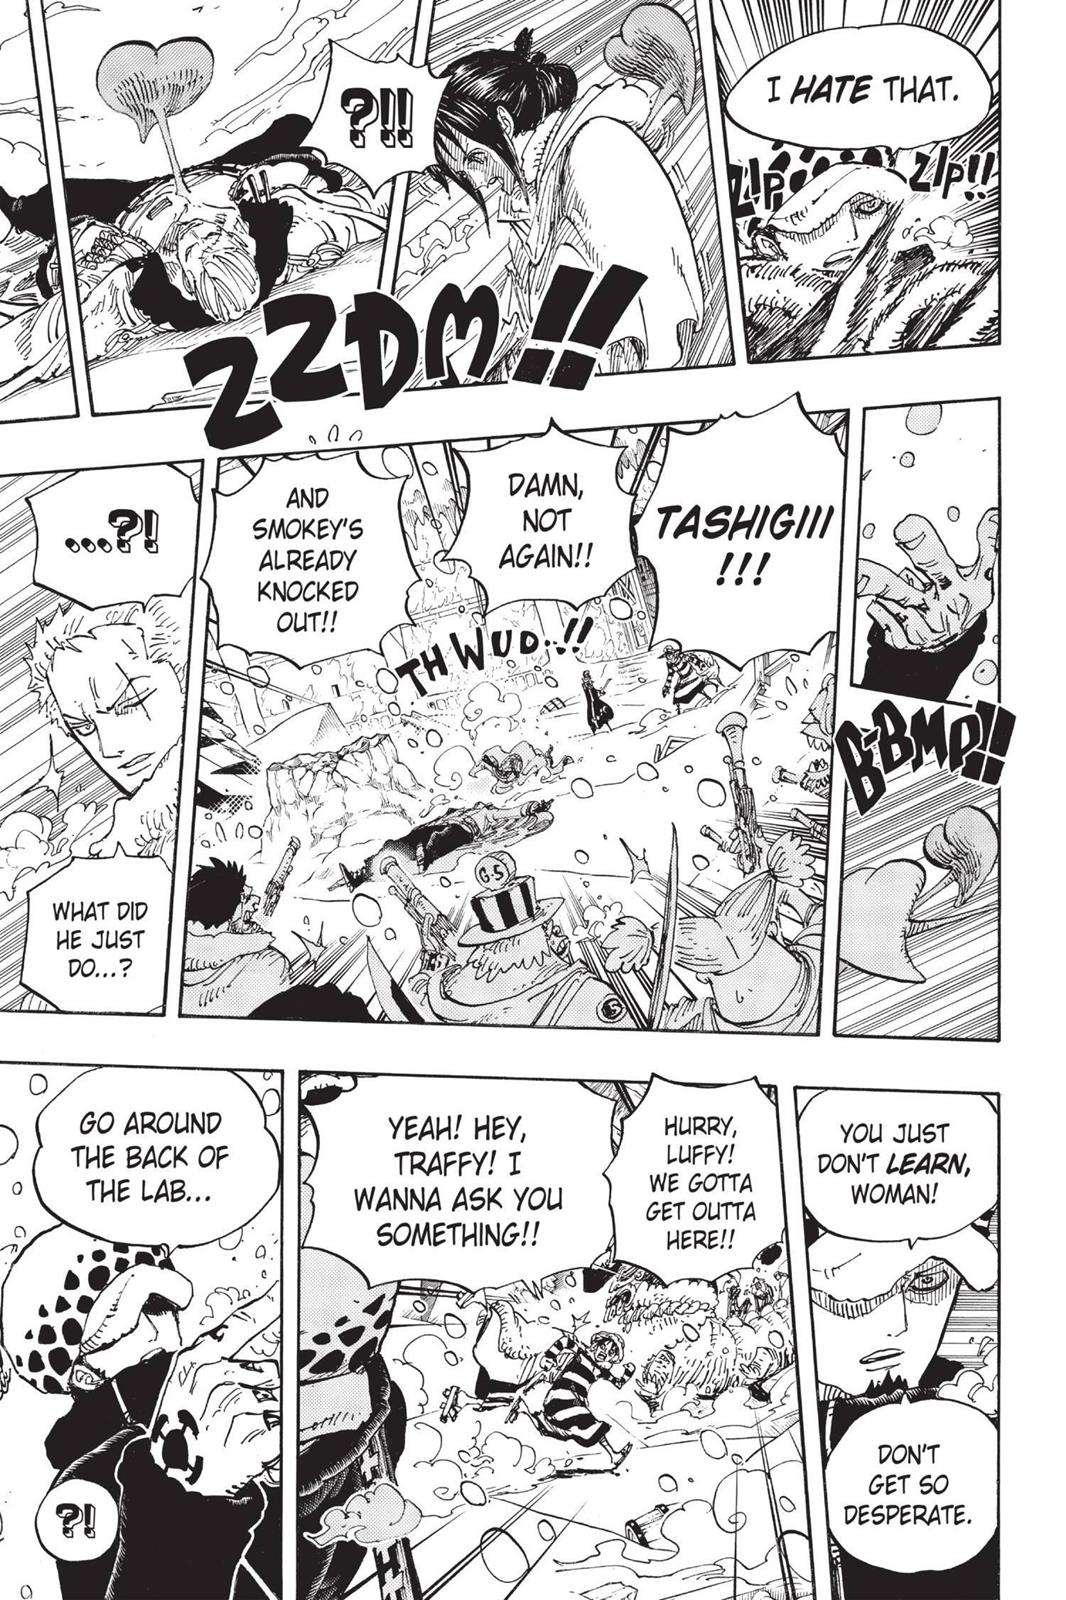 I HATE THAT.
ZIP
ZIP!!
?!!
ZZDM!!
TASHIGIII
!!!
DAMN,
NOT
AGAIN!!
AND
SMOKEY'S
ALREADY
KNOCKED
OUT!!
THWUD..!!
B-BMP!!
G.S
...?!
WHAT DID
HE JUST
DO...?
YOU JUST
DON'T LEARN,
WOMAN!
DON'T
GET SO
DESPERATE.
HURRY,
LUFFY!
WE GOTTA
GET OUTTA
HERE!!
YEAH! HEY,
TRAFFY! I
WANNA ASK YOU
SOMETHING!!
GO AROUND
THE BACK OF
THE LAB...
?!